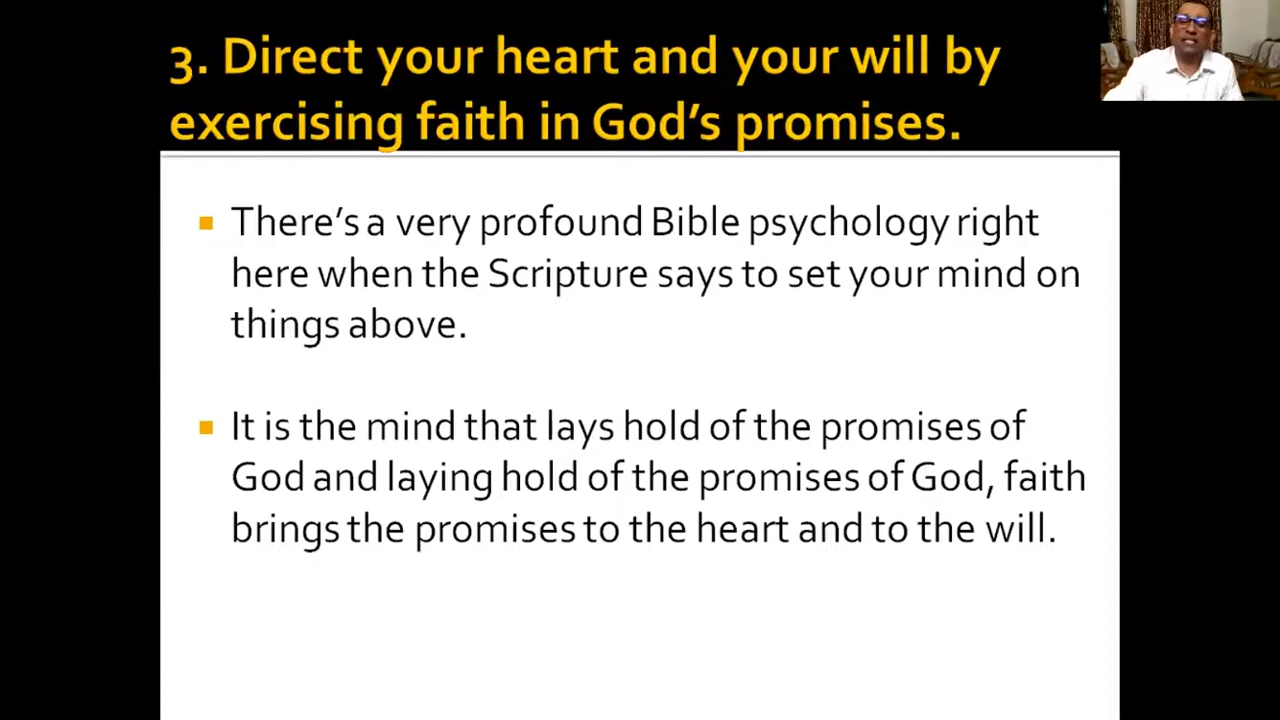 3. Direct your heart and your will by
exercising faith in God's promises.
There's a very profound Bible psychology right
here when the Scripture says to set your mind on
things above.
It is the mind that lays hold of the promises of
God and laying hold of the promises of God, faith
brings the promises to the heart and to the will.